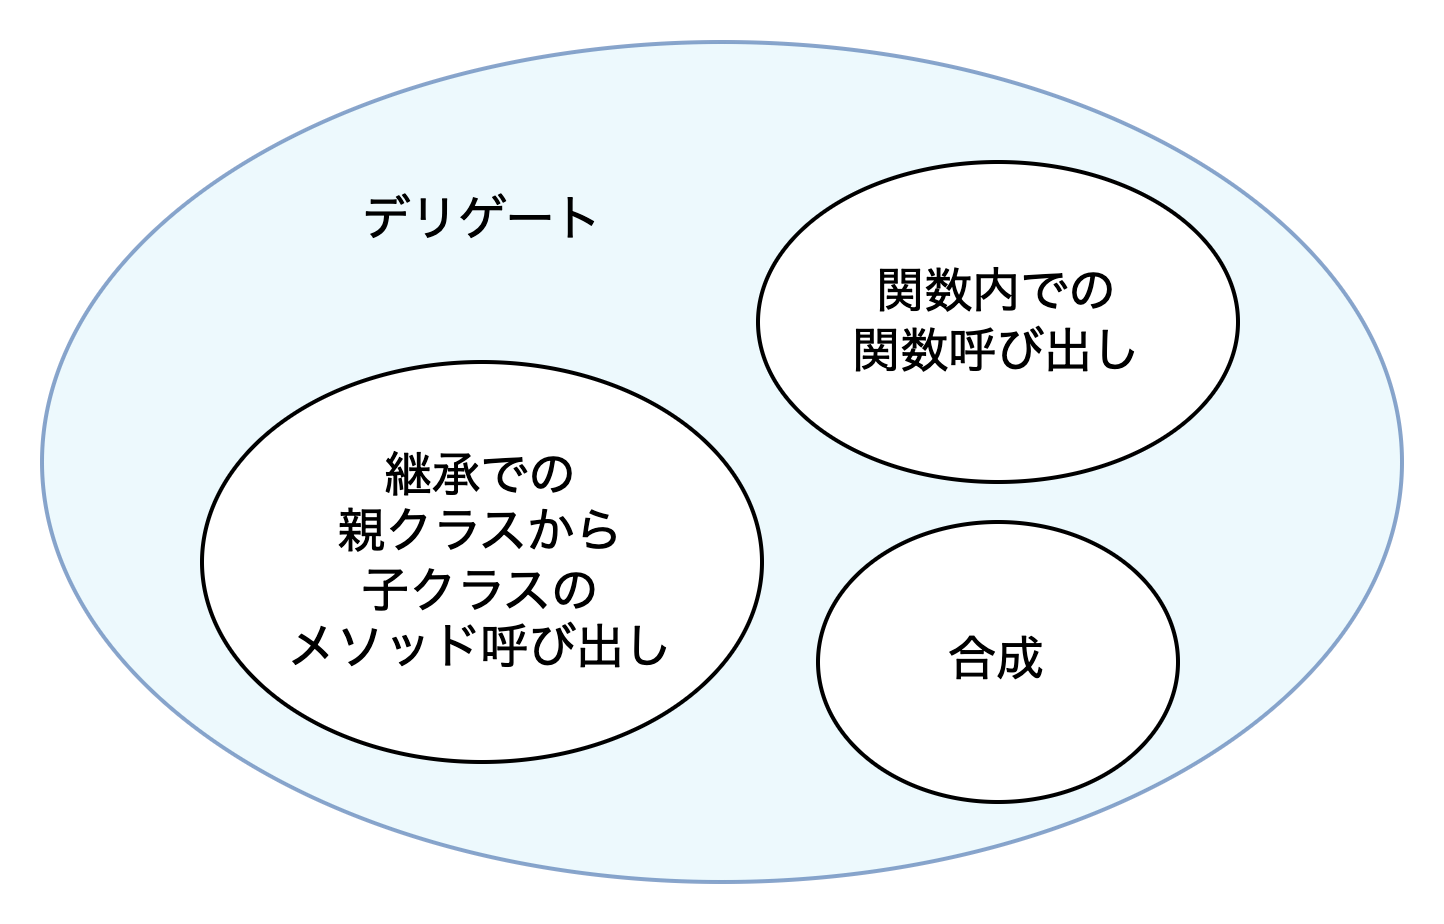 デリゲート
関数内での
関数呼び出し
継承での
親クラスから
子クラスの
メソッド呼び出し
合成